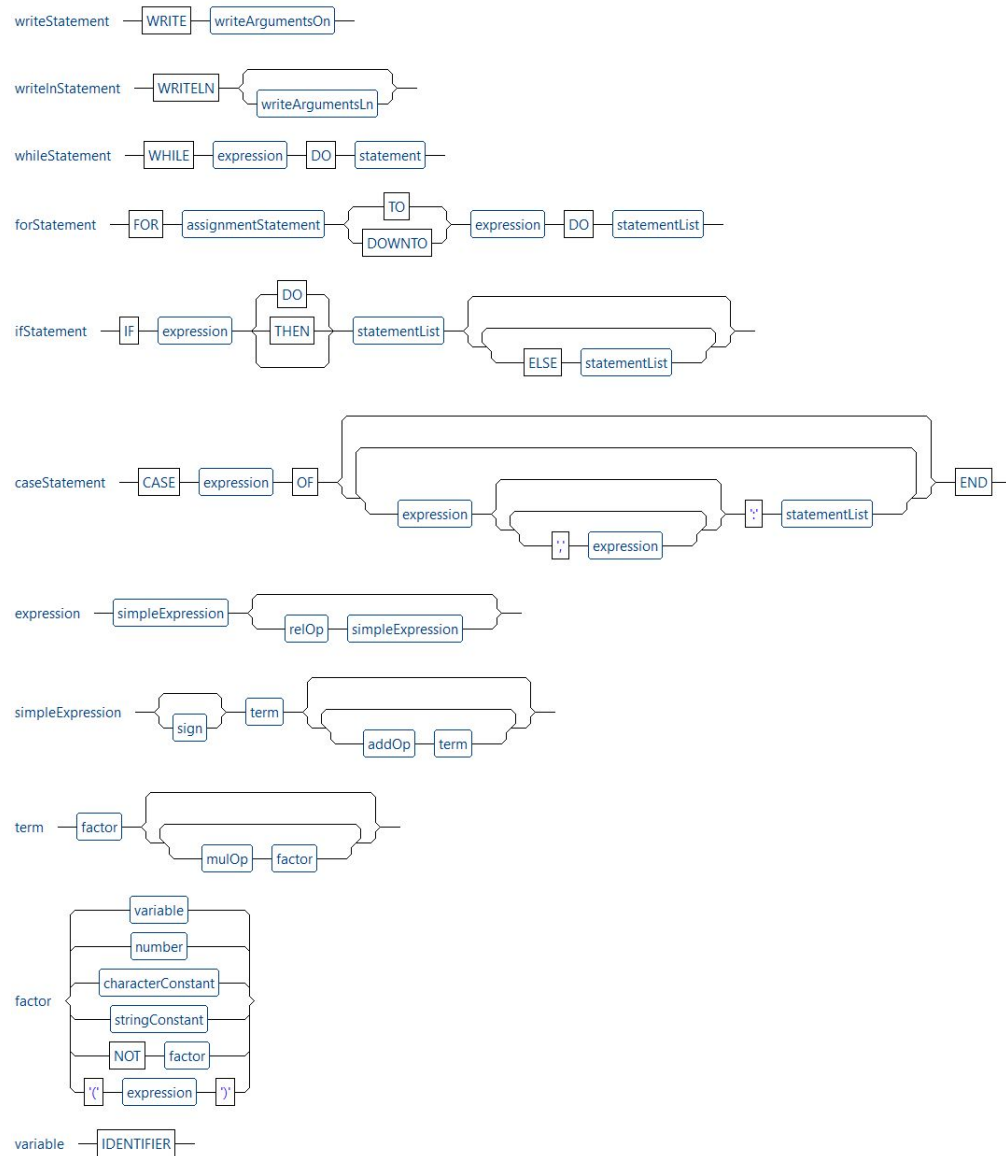 writeStatement WRITE writeArgumentsOn
writelnStatement WRITELN writeArgumentsLn
whileStatement WHILE expression DO statement
TO
forStatement FOR assignmentStatement expression DO statementList
DOWNTO
DO
ifStatement IF expression THEN statementList
ELSE statementList
caseStatement CASE expression OF END
expression ':' statementList
',' expression
expression simpleExpression
relOp simpleExpression
simpleExpression term
sign
addOp term
term factor
mulOp factor
variable
number
characterConstant
factor
stringConstant
NOT factor
'(' expression ')'
variable IDENTIFIER